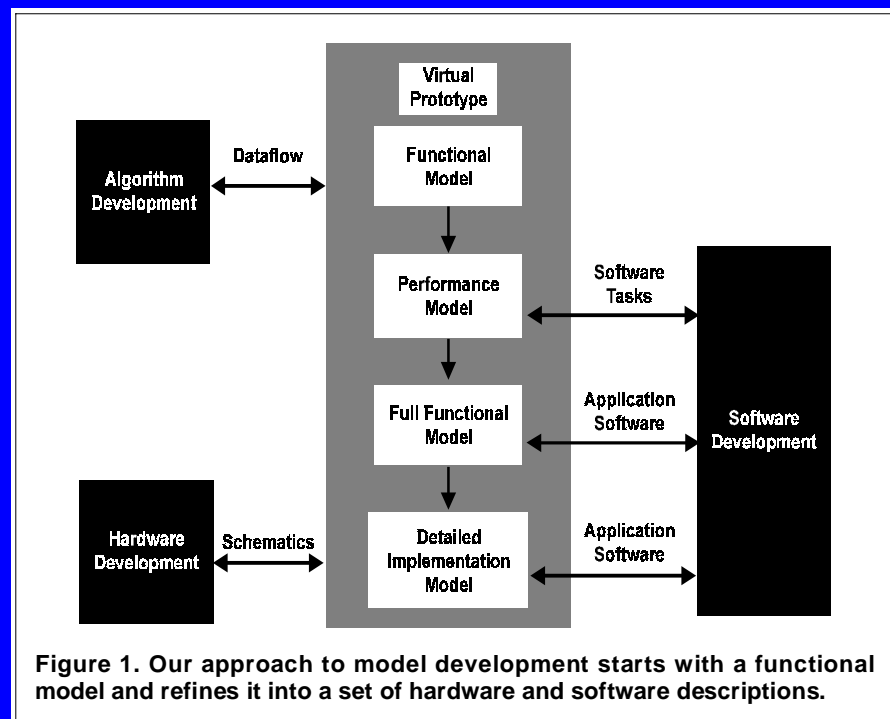 Virtual
Prototype
Algorithm
Development
Dataflow
Functional
Model
Performance
Model
Software
Tasks
Full Functional
Model
Application
Software
Software
Development
Hardware
Development
Schematics
Detailed
Implementation
Model
Application
Software
Figure 1. Our approach to model development starts with a functional
model and refines it into a set of hardware and software descriptions.